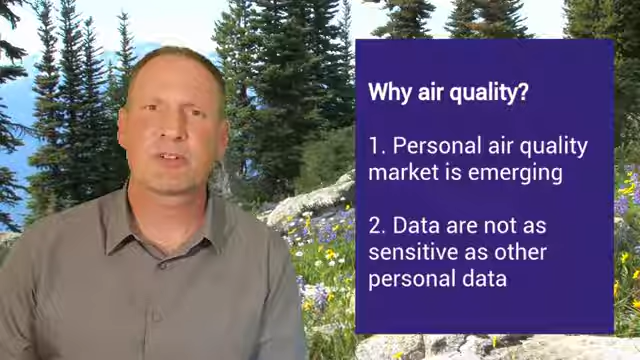 Why air quality?
1. Personal air quality
market is emerging
2. Data are not as
sensitive as other
personal data